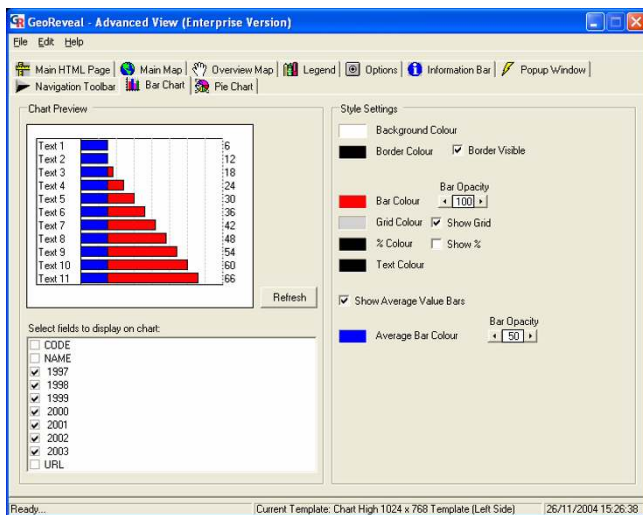 GR GeoReveal - Advanced View (Enterprise Version)
File Edit Help
Main HTML Page Main Map Overview Map Legend Options Information Bar Popup Window
Navigation Toolbar Bar Chart Pie Chart
Chart Preview
Text 1 6
Text 2 12
Text 3 18
Text 4 24
Text 5 30
Text 6 36
Text 7 42
Text 8 48
Text 9 54
Text 10 60
Text 11 66
Refresh
Select fields to display on chart:
CODE
NAME
1997
1998
1999
2000
2001
2002
2003
URL
Style Settings
Background Colour
Border Colour Border Visible
Bar Opacity
Bar Colour 100
Grid Colour Show Grid
% Colour Show %
Text Colour
Show Average Value Bars
Bar Opacity
Average Bar Colour 50
Ready... Current Template: Chart High 1024 x 768 Template (Left Side) 26/11/2004 15:26:38